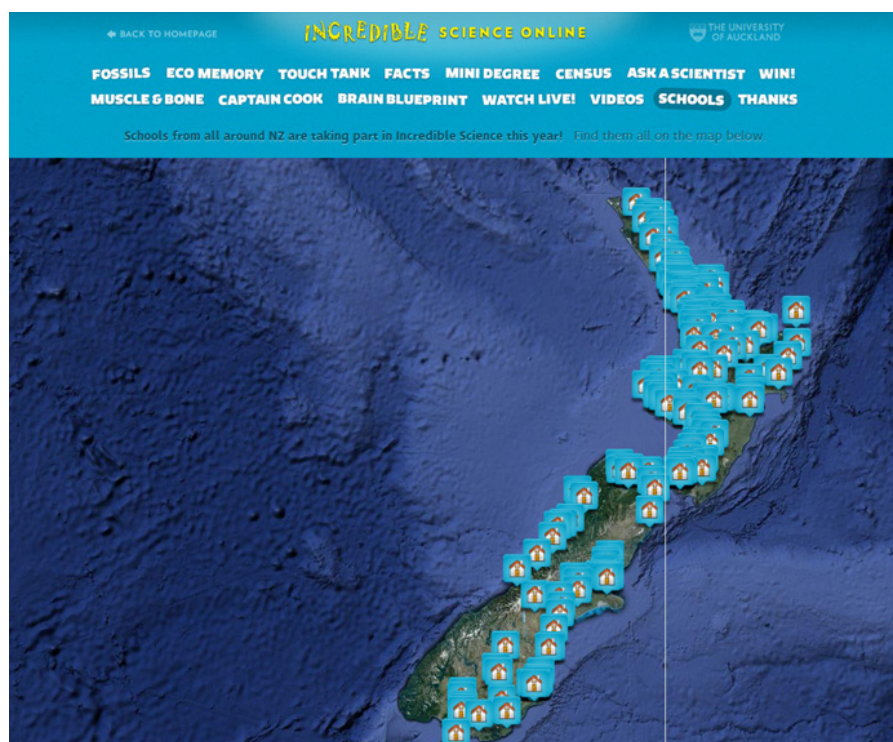 BACK TO HOMEPAGE
INCREDIBLE SCIENCE ONLINE
THE UNIVERSITY
OF AUCKLAND
FOSSILS ECO MEMORY TOUCH TANK FACTS MINI DEGREE CENSUS ASK A SCIENTIST WIN!
MUSCLE & BONE CAPTAIN COOK BRAIN BLUEPRINT WATCH LIVE! VIDEOS SCHOOLS THANKS
Schools from all around NZ are taking part in Incredible Science this year! Find them all on the map below.